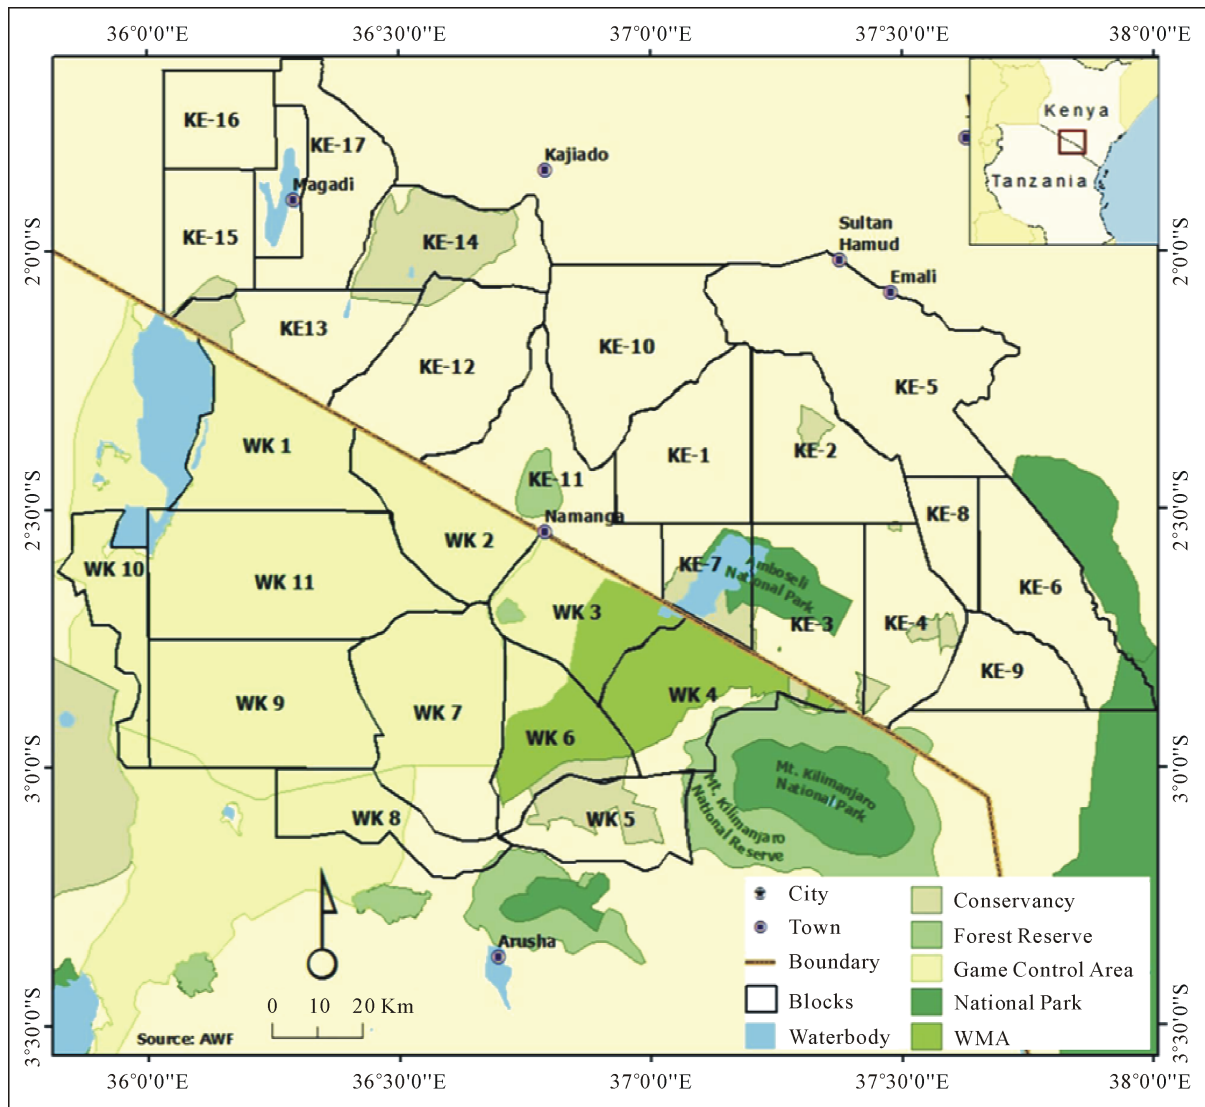 36°0'0"E
36°30'0"E
37°0'0"E
37°30'0"E
38°0'0"E
Kenya
Tanzania
KE-16
KE-17
Kajiado
Magadi
KE-15
KE-14
Sultan
Hamud
Emali
2°0'0"S
2°0'0"S
KE13
KE-12
KE-10
KE-5
WK 1
KE-1
KE-2
KE-11
2°30'0"S
2°30'0"S
Namanga
KE-8
WK 2
WK 10
WK 11
KE-7
Amboseli
National Park
KE-6
WK 3
KE-3
KE-4
KE-9
WK 4
WK 9
WK 7
WK 6
3°0'0"S
3°0'0"S
Mt. Kilimanjaro
National Park
Mt. Kilimanjaro
National Reserve
WK 8
WK 5
Arusha
City
Town
Boundary
Blocks
Waterbody
Conservancy
Forest Reserve
Game Control Area
National Park
WMA
0 10 20 Km
Source: AWF
3°30'0"S
3°30'0"S
36°0'0"E
36°30'0"E
37°0'0"E
37°30'0"E
38°0'0"E